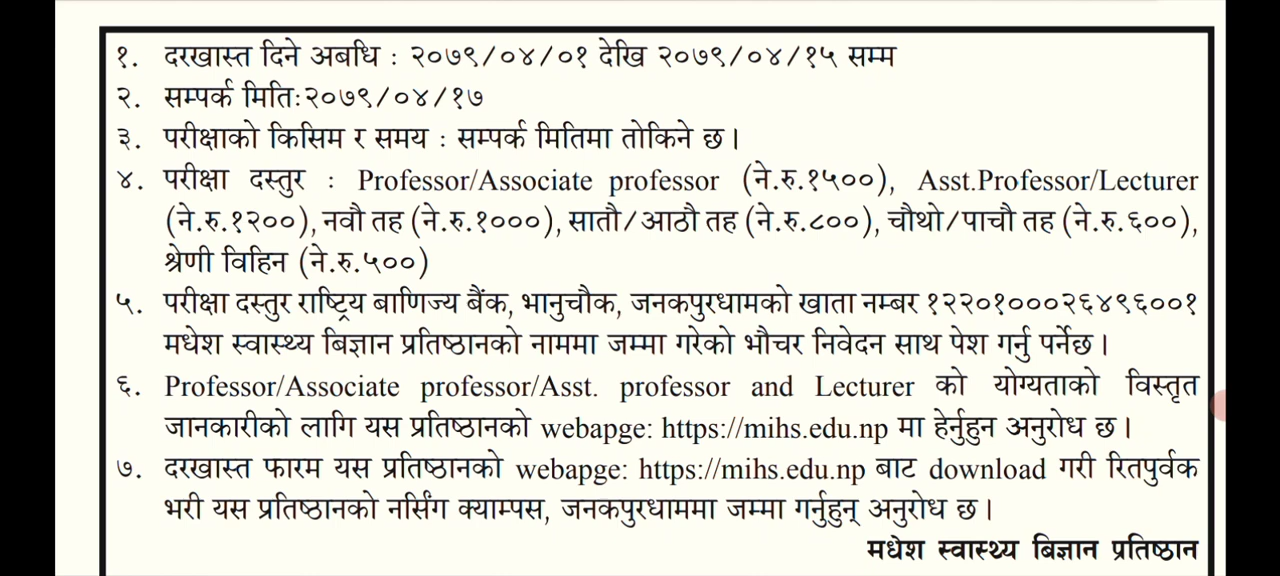 १. दरखास्त दिने अबधि : २०७९/०४/०१ देखि २०७९/०४/१५ सम्म
२. सम्पर्क मितिः२०७९/०४/१७
३. परीक्षाको किसिम र समय : सम्पर्क मितिमा तोकिने छ।
४. परीक्षा दस्तुर : Professor/Associate professor (ने.रु.१५००), Asst.Professor/Lecturer
(ने.रु.१२००), नवौ तह (ने.रु.१०००), सातौ/आठौ तह (ने.रु.८००), चौथो/पाचौ तह (ने.रु.६००),
श्रेणी विहिन (ने.रु.५००)
५. परीक्षा दस्तुर राष्ट्रिय बाणिज्य बैंक, भानुचौक, जनकपुरधामको खाता नम्बर १२२०१०००२६४९६००१
मधेश स्वास्थ्य बिज्ञान प्रतिष्ठानको नाममा जम्मा गरेको भौचर निवेदन साथ पेश गर्नु पर्नेछ।
६. Professor/Associate professor/Asst. professor and Lecturer को योग्यताको विस्तृत
जानकारीको लागि यस प्रतिष्ठानको webapge: https://mihs.edu.np मा हेर्नुहुन अनुरोध छ।
७. दरखास्त फारम यस प्रतिष्ठानको webapge: https://mihs.edu.np बाट download गरी रितपुर्वक
भरी यस प्रतिष्ठानको नर्सिंग क्याम्पस, जनकपुरधाममा जम्मा गर्नुहुन् अनुरोध छ।
मधेश स्वास्थ्य बिज्ञान प्रतिष्ठान